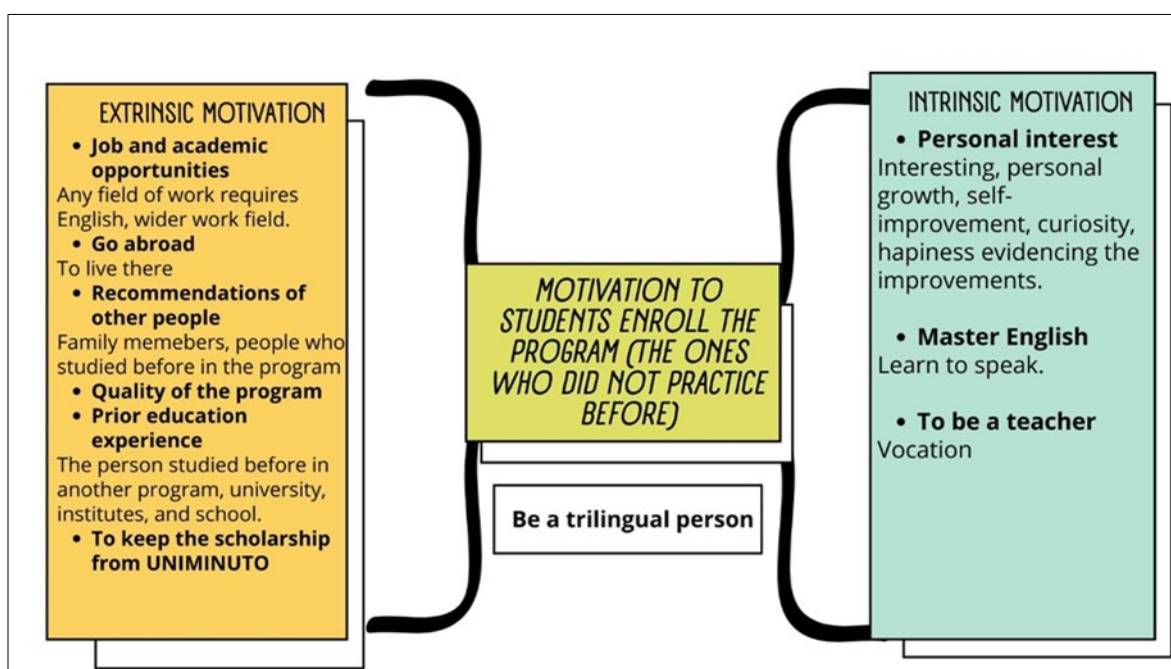 EXTRINSIC MOTIVATION
• Job and academic
opportunities
Any field of work requires
English, wider work field.
• Go abroad
To live there
• Recommendations of
other people
Family memebers, people who
studied before in the program
• Quality of the program
• Prior education
experience
The person studied before in
another program, university,
institutes, and school.
• To keep the scholarship
from UNIMINUTO
MOTIVATION TO
STUDENTS ENROLL THE
PROGRAM (THE ONES
WHO DID NOT PRACTICE
BEFORE)
Be a trilingual person
INTRINSIC MOTIVATION
• Personal interest
Interesting, personal
growth, self-
improvement, curiosity,
hapiness evidencing the
improvements.
• Master English
Learn to speak.
• To be a teacher
Vocation